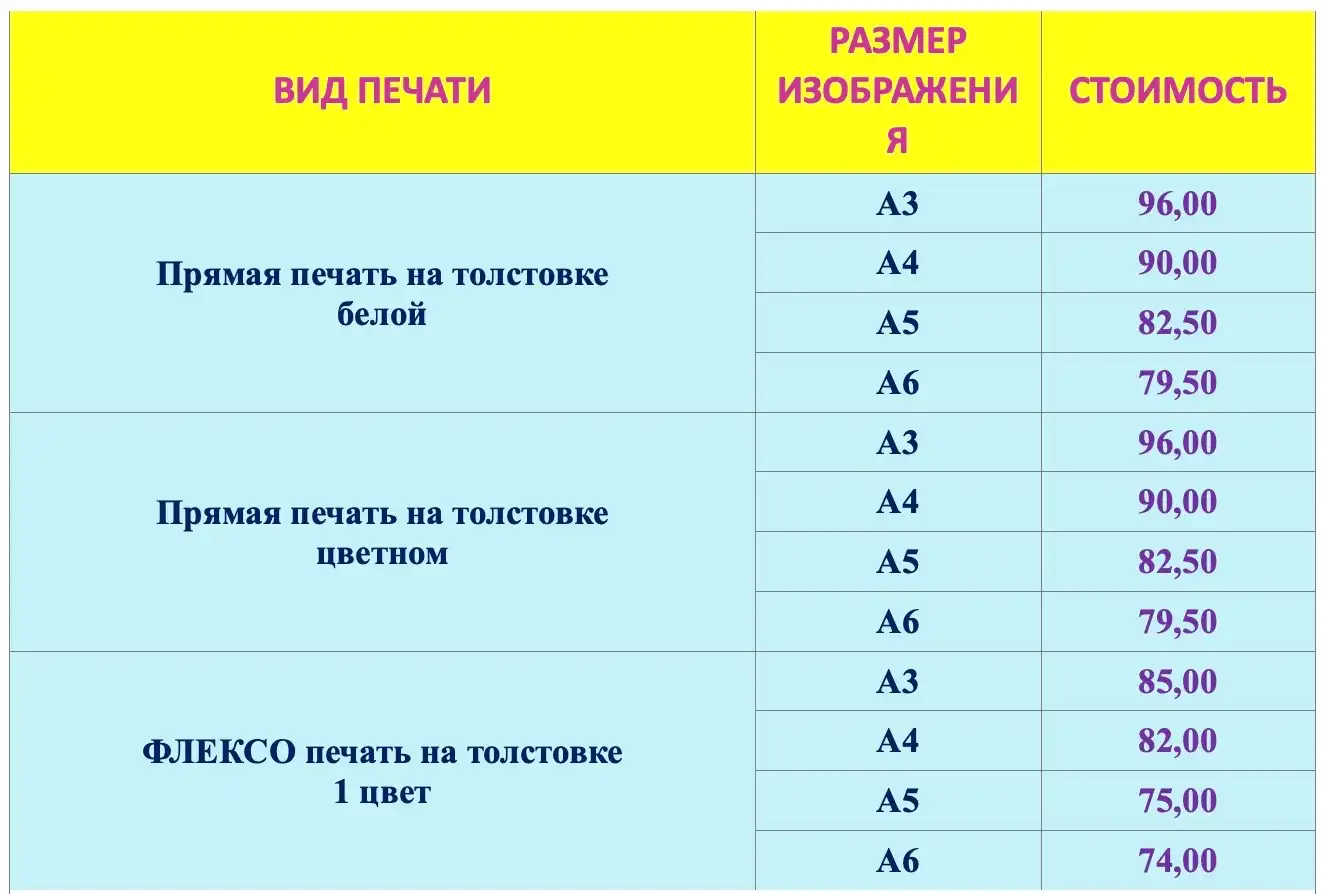 ВИД ПЕЧАТИ
РАЗМЕР
ИЗОБРАЖЕНИ
Я
СТОИМОСТЬ
Прямая печать на толстовке
белой
А3 96,00
А4 90,00
А5 82,50
А6 79,50
Прямая печать на толстовке
цветном
А3 96,00
А4 90,00
А5 82,50
А6 79,50
ФЛЕКСО печать на толстовке
1 цвет
А3 85,00
А4 82,00
А5 75,00
А6 74,00